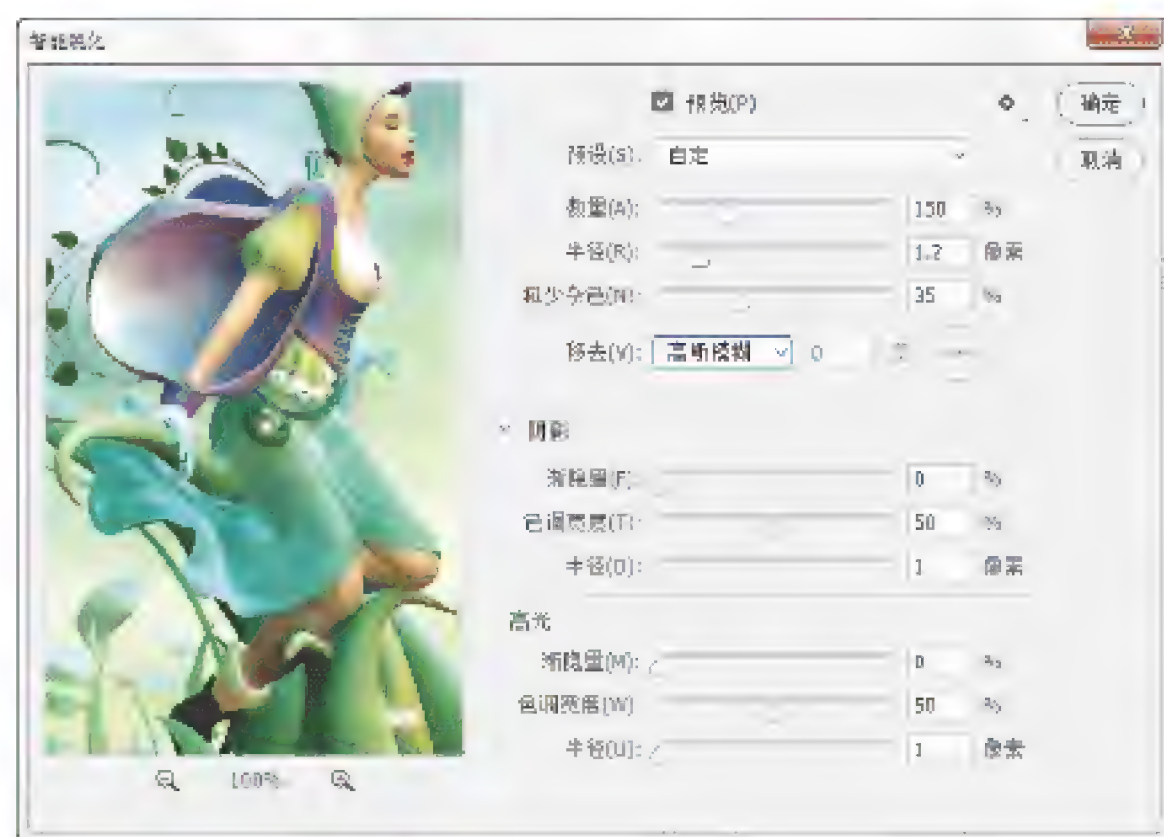 智能锐化
预览(P)
确定
预设(S): 自定
取消
数量(A): 150 %
半径(R): 1.2 像素
减少杂色(N): 35 %
移去(V): 高斯模糊 0
阴影
渐隐量(F): 0 %
色调宽度(T): 50 %
半径(D): 1 像素
高光
渐隐量(M): 0 %
色调宽度(W) 50 %
半径(U): 1 像素
100%